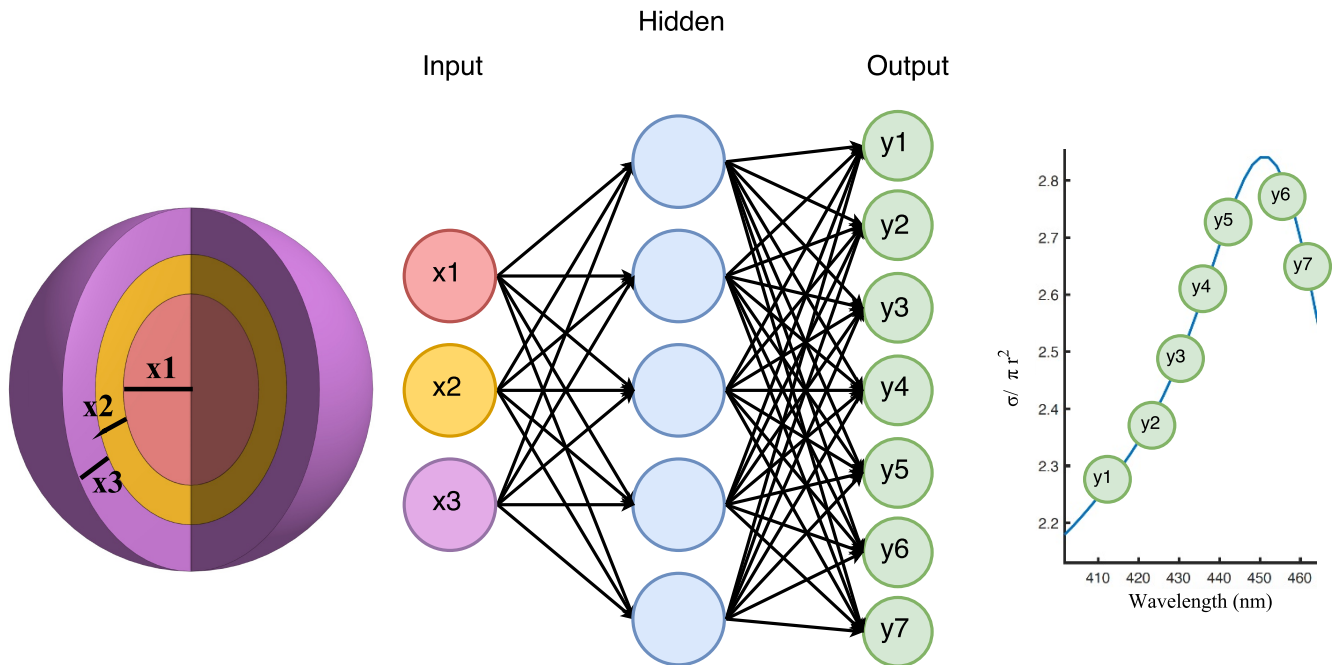 Hidden
Input
Output
x1
x2
x3
x1
x2
x3
y1
y2
y3
y4
y5
y6
y7
σ/ π r²
2.8
2.7
2.6
2.5
2.4
2.3
2.2
y1
y2
y3
y4
y5
y6
y7
410 420 430 440 450 460
Wavelength (nm)